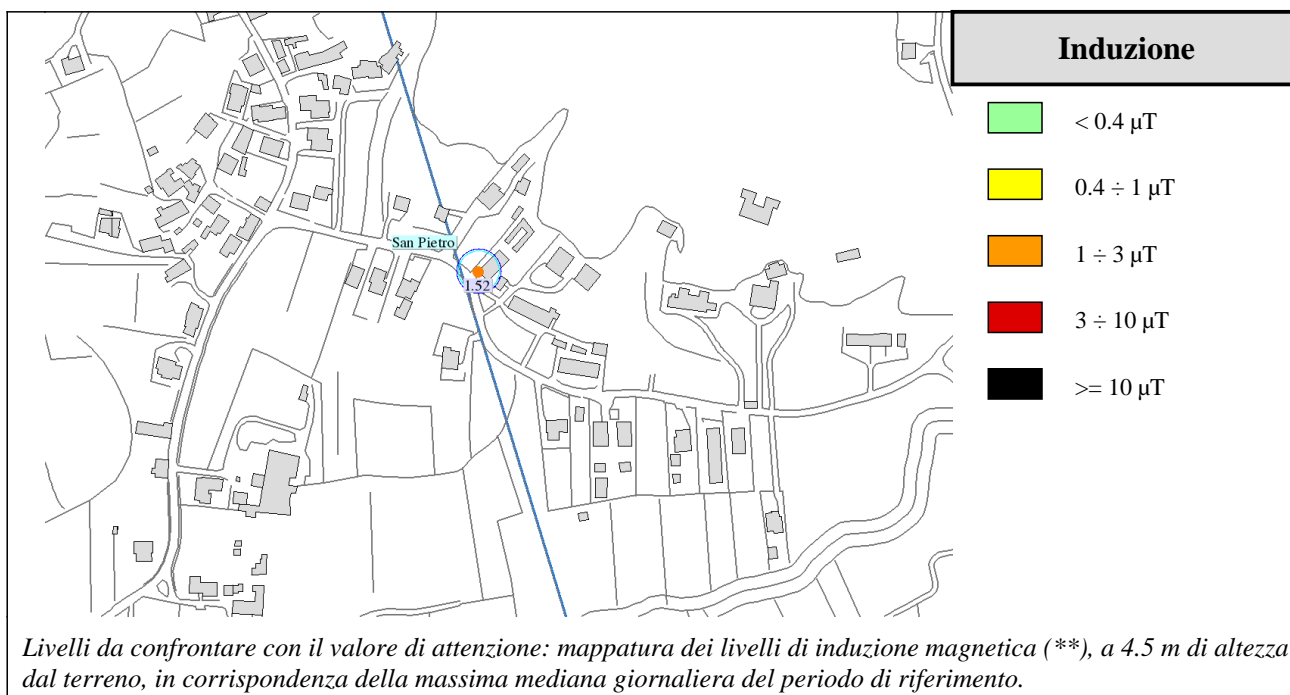 Induzione
< 0.4 µT
0.4 ÷ 1 µT
1 ÷ 3 µT
3 ÷ 10 µT
>= 10 µT
San Pietro
1.52
Livelli da confrontare con il valore di attenzione: mappatura dei livelli di induzione magnetica (**), a 4.5 m di altezza
dal terreno, in corrispondenza della massima mediana giornaliera del periodo di riferimento.